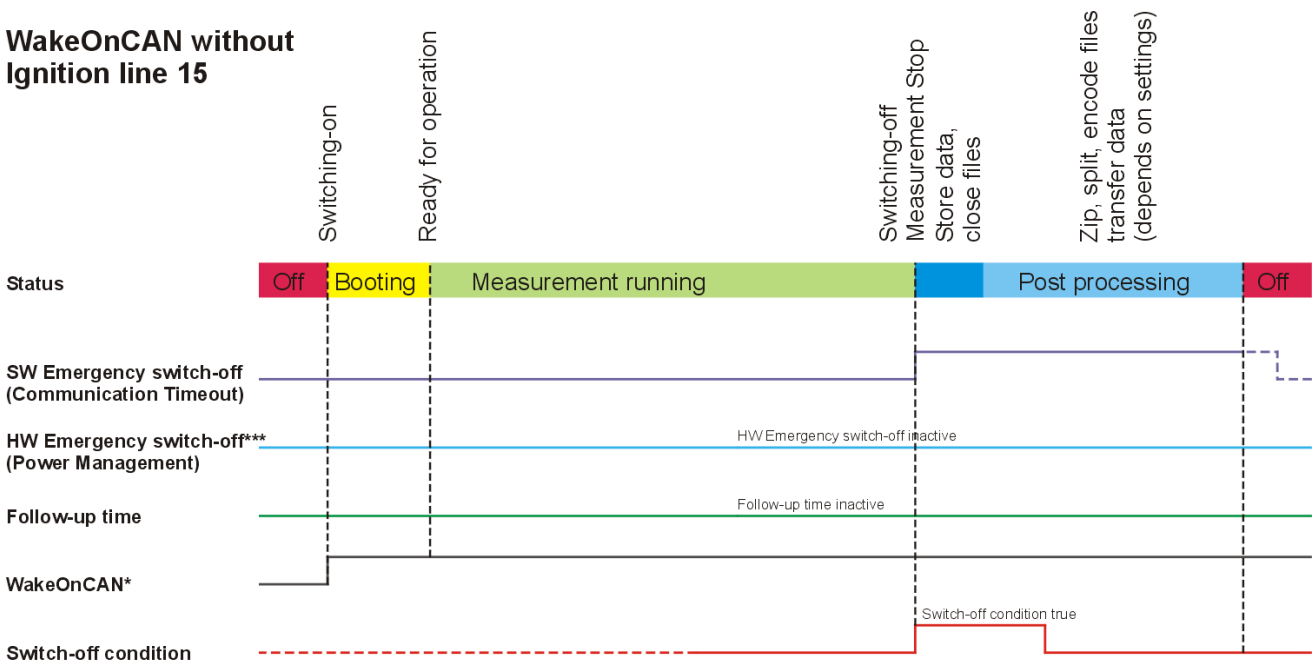 WakeOnCAN without
Ignition line 15
Switching-on
Ready for operation
Switching-off
Measurement Stop
Store data,
close files
Zip, split, encode files
transfer data
(depends on settings)
Status
Off
Booting
Measurement running
Post processing
Off
SW Emergency switch-off
(Communication Timeout)
HW Emergency switch-off***
(Power Management)
HW Emergency switch-off inactive
Follow-up time
Follow-up time inactive
WakeOnCAN*
Switch-off condition true
Switch-off condition